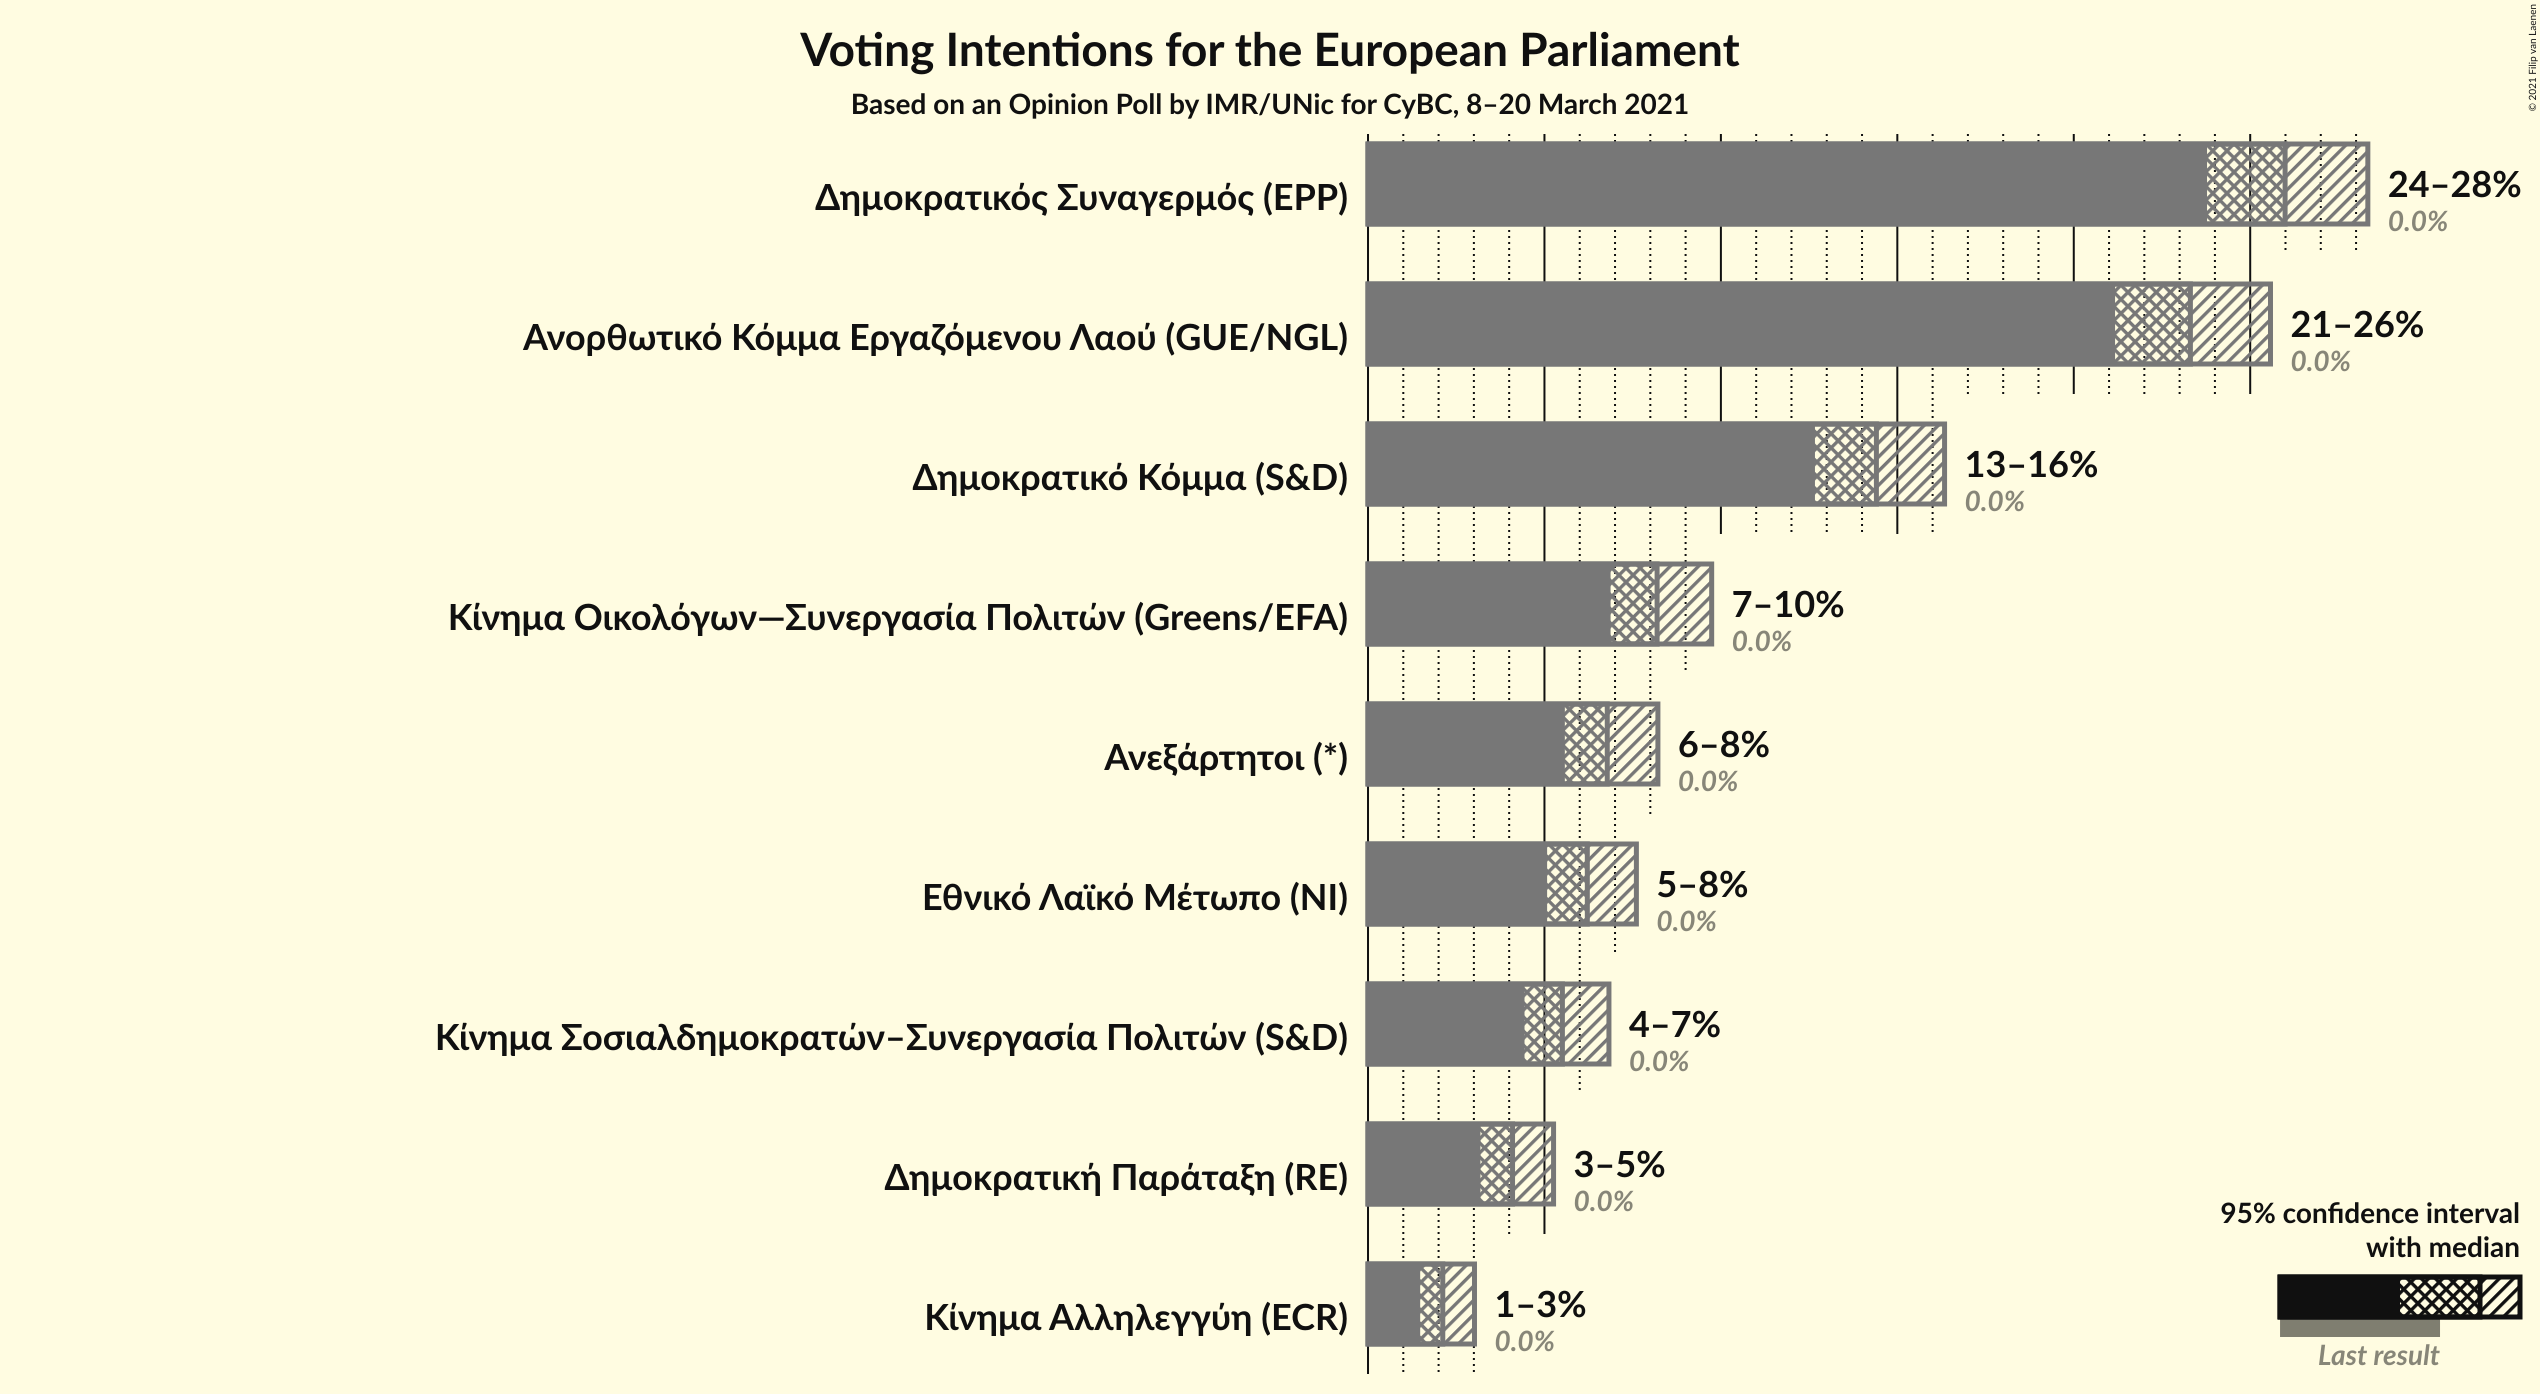 Voting Intentions for the European Parliament
Based on an Opinion Poll by IMR/UNic for CyBC, 8–20 March 2021
© 2021 Filip van Laenen
Δημοκρατικός Συναγερμός (EPP)
24–28%
0.0%
Ανορθωτικό Κόμμα Εργαζόμενου Λαού (GUE/NGL)
21–26%
0.0%
Δημοκρατικό Κόμμα (S&D)
13–16%
0.0%
Κίνημα Οικολόγων—Συνεργασία Πολιτών (Greens/EFA)
7–10%
0.0%
Ανεξάρτητοι (*)
6–8%
0.0%
Εθνικό Λαϊκό Μέτωπο (NI)
5–8%
0.0%
Κίνημα Σοσιαλδημοκρατών–Συνεργασία Πολιτών (S&D)
4–7%
0.0%
Δημοκρατική Παράταξη (RE)
3–5%
0.0%
Κίνημα Αλληλεγγύη (ECR)
1–3%
0.0%
95% confidence interval
with median
Last result